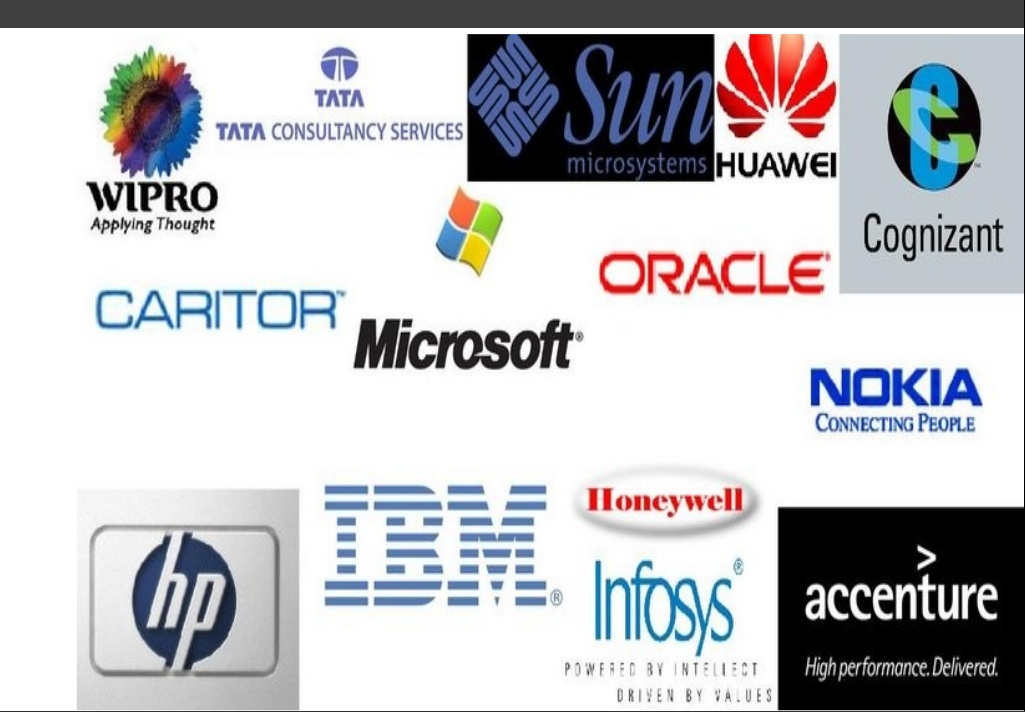 WIPRO
Applying Thought
TATA
TATA CONSULTANCY SERVICES
Sun
microsystems
HUAWEI
Cognizant
CARITOR™
Microsoft®
ORACLE®
NOKIA
CONNECTING PEOPLE
hp
IBM®
Honeywell
Infosys®
POWERED BY INTELLECT
DRIVEN BY VALUES
accenture
High performance. Delivered.